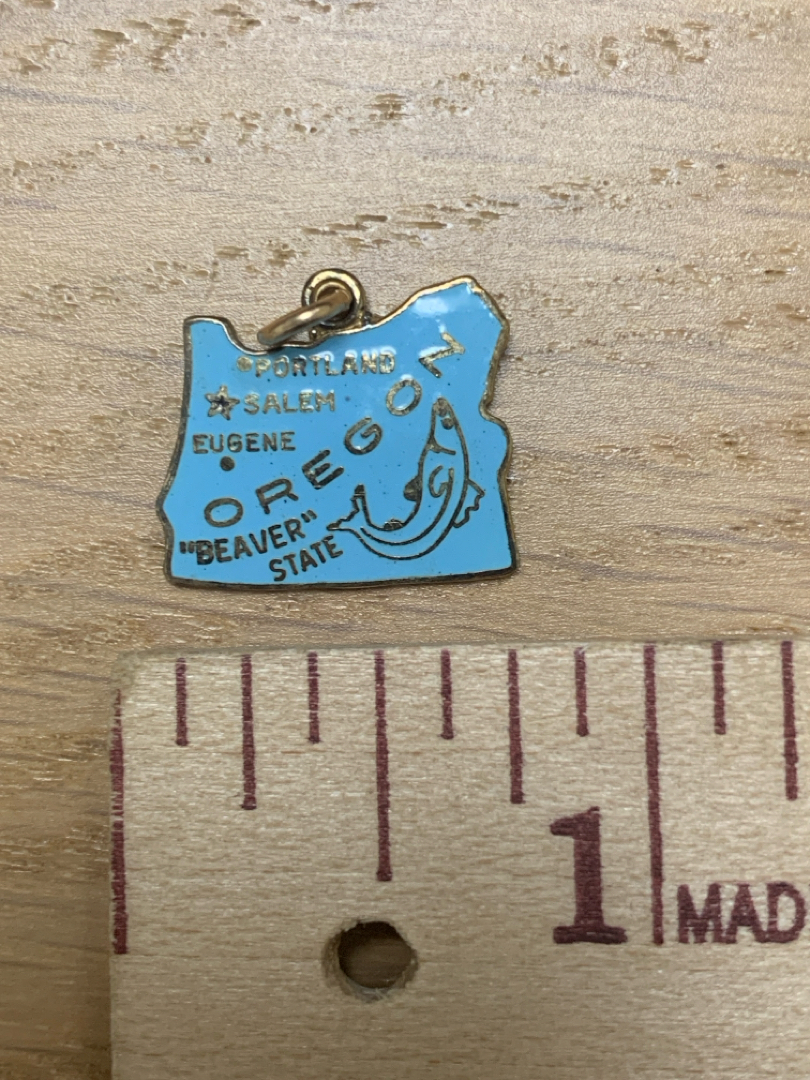 PORTLAND
SALEM
EUGENE
OREGON
"BEAVER"
STATE
1 MAD